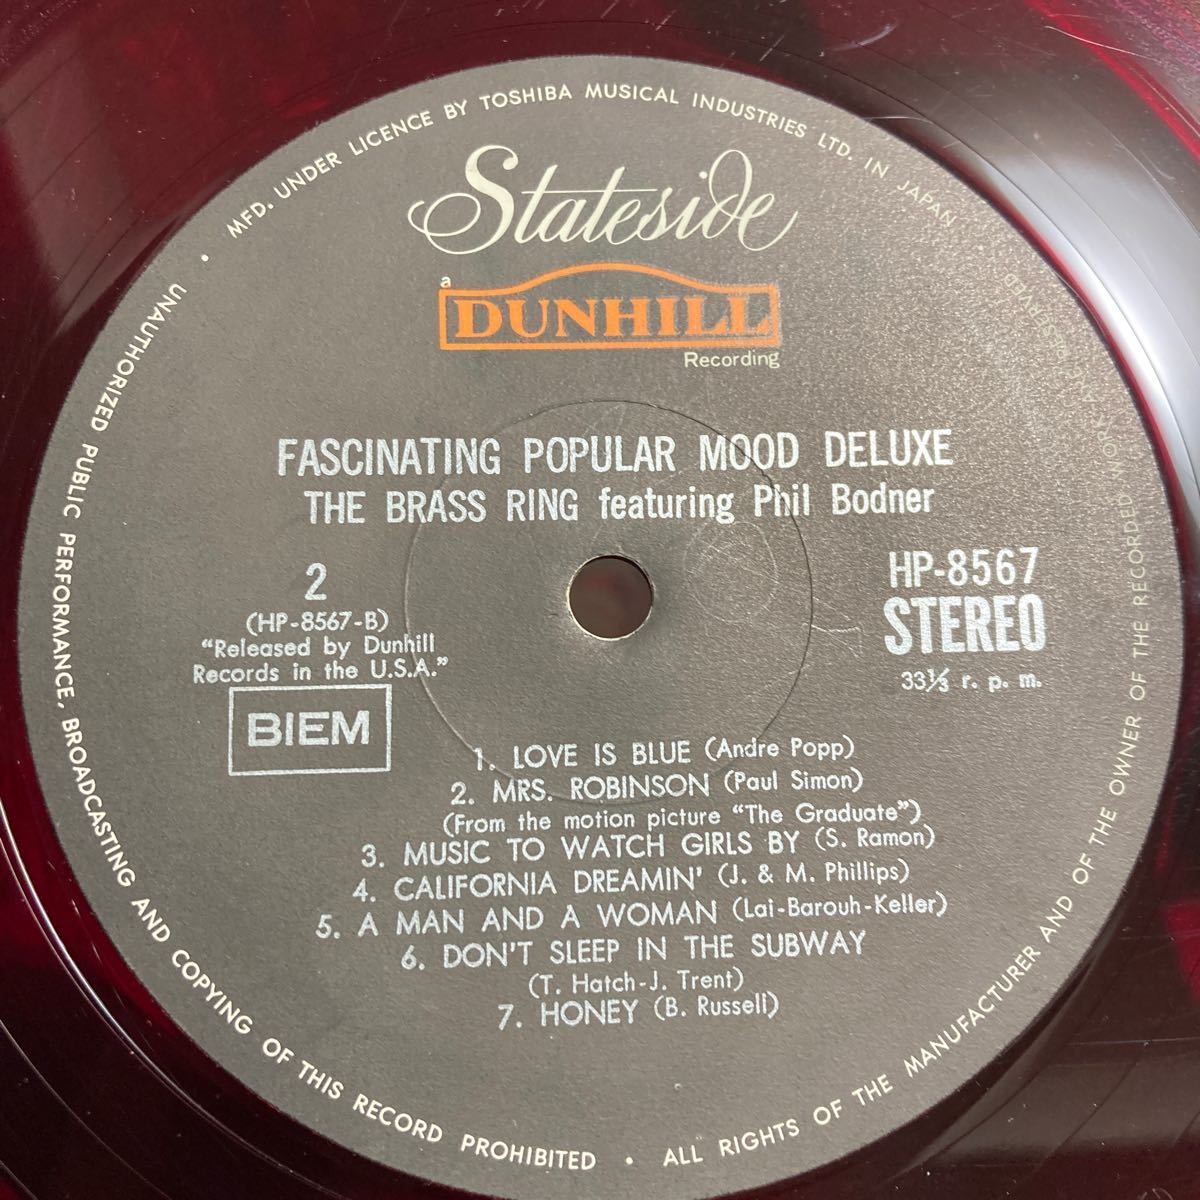 MFD. UNDER LICENCE BY TOSHIBA MUSICAL INDUSTRIES LTD. IN JAPAN
Stateside
a
DUNHILL
Recording
FASCINATING POPULAR MOOD DELUXE
THE BRASS RING featuring Phil Bodner
2
(HP-8567-B)
“Released by Dunhill
Records in the U.S.A.”
BIEM
HP-8567
STEREO
33⅓ r. p. m.
1. LOVE IS BLUE (Andre Popp)
2. MRS. ROBINSON (Paul Simon)
(From the motion picture “The Graduate”)
3. MUSIC TO WATCH GIRLS BY (S. Ramon)
4. CALIFORNIA DREAMIN' (J. & M. Phillips)
5. A MAN AND A WOMAN (Lai-Barouh-Keller)
6. DON'T SLEEP IN THE SUBWAY
(T. Hatch-J. Trent)
7. HONEY (B. Russell)
ALL RIGHTS OF THE MANUFACTURER AND OF THE OWNER OF THE RECORDED WORK ARE RESERVED
UNAUTHORIZED PUBLIC PERFORMANCE, BROADCASTING AND COPYING OF THIS RECORD PROHIBITED